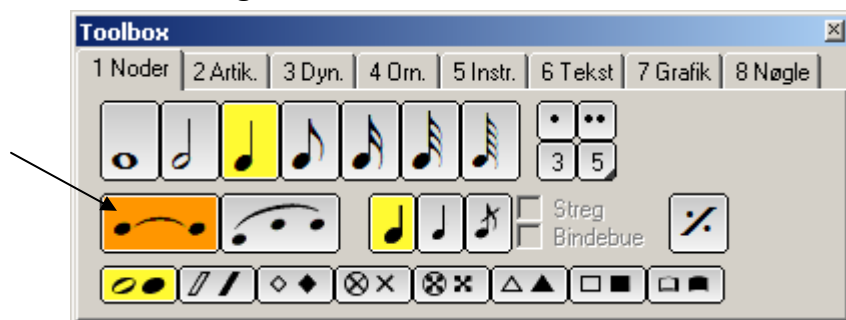 Toolbox
1 Noder 2 Artik. 3 Dyn. 4 Orn. 5 Instr. 6 Tekst 7 Grafik 8 Nøgle
3 5
Streg
Bindebue